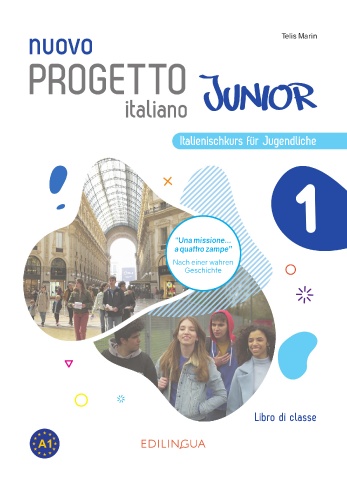 Telis Marin
nuovo
PROGETTO
italiano
JUNIOR
Italienischkurs für Jugendliche
1
"Una missione...
a quattro zampe"
Nach einer wahren
Geschichte
Libro di classe
A1
EDILINGUA